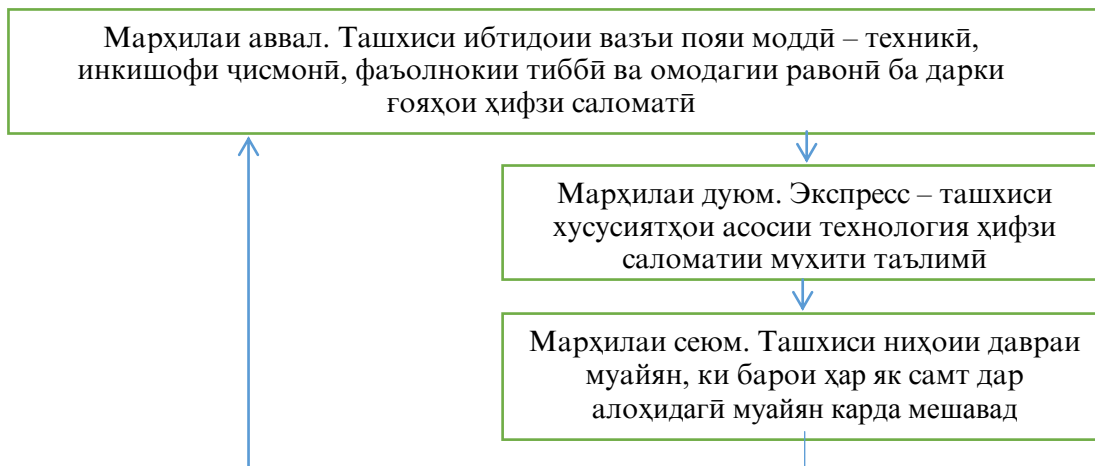 Марҳилаи аввал. Ташхиси ибтидоии вазъи пояи моддӣ – техникӣ,
инкишофи ҷисмонӣ, фаъолнокии тиббӣ ва омодагии равонӣ ба дарки
ғояҳои ҳифзи саломатӣ
Марҳилаи дуюм. Экспресс – ташхиси
хусусиятҳои асосии технология ҳифзи
саломатии муҳити таълимӣ
Марҳилаи сеюм. Ташхиси ниҳоии давраи
муайян, ки барои ҳар як самт дар
алоҳидагӣ муайян карда мешавад